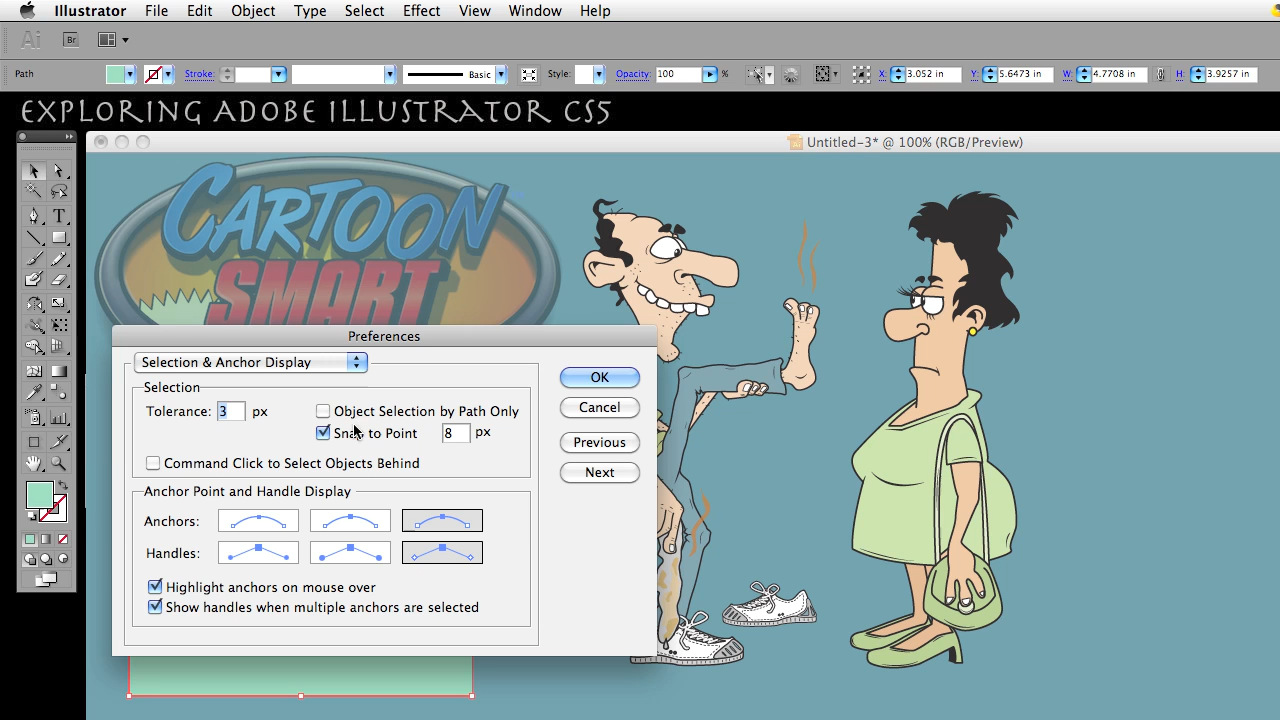 Illustrator File Edit Object Type Select Effect View Window Help
Ai Br
Path Stroke: Basic Style: Opacity: 100 % X: 3.052 in Y: 5.6473 in W: 4.7708 in H: 3.9257 in
EXPLORING ADOBE ILLUSTRATOR CS5
Untitled-3* @ 100% (RGB/Preview)
CARTOON
SMART
Preferences
Selection & Anchor Display
OK
Selection
Cancel
Tolerance: 3 px Object Selection by Path Only
Snap to Point 8 px
Previous
Command Click to Select Objects Behind
Next
Anchor Point and Handle Display
Anchors:
Handles:
Highlight anchors on mouse over
Show handles when multiple anchors are selected